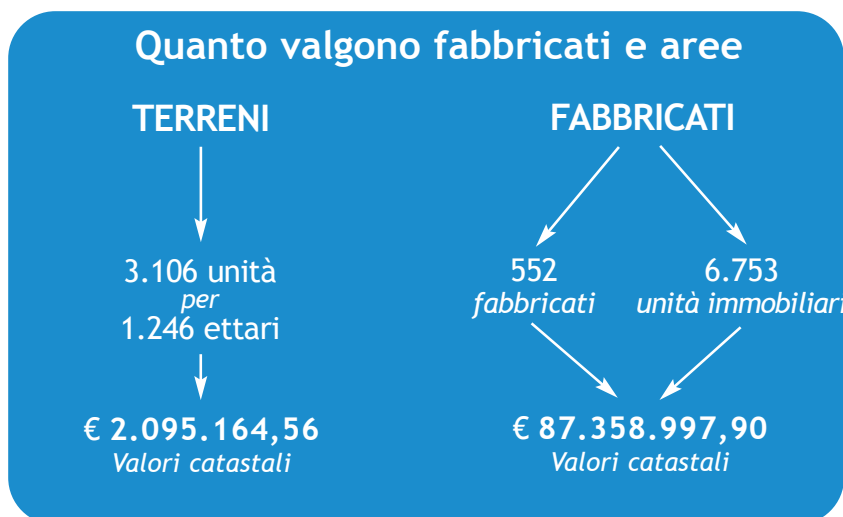 Quanto valgono fabbricati e aree
TERRENI
3.106 unità
per
1.246 ettari
€ 2.095.164,56
Valori catastali
FABBRICATI
552
fabbricati
6.753
unità immobiliari
€ 87.358.997,90
Valori catastali